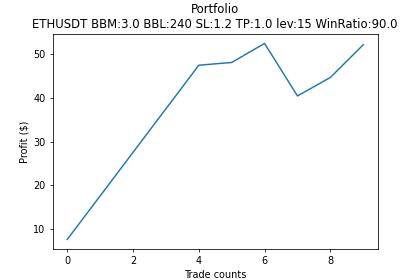 Portfolio
ETHUSDT BBM:3.0 BBL:240 SL:1.2 TP:1.0 lev:15 WinRatio:90.0
50
40
30
20
10
Profit ($)
0 2 4 6 8
Trade counts